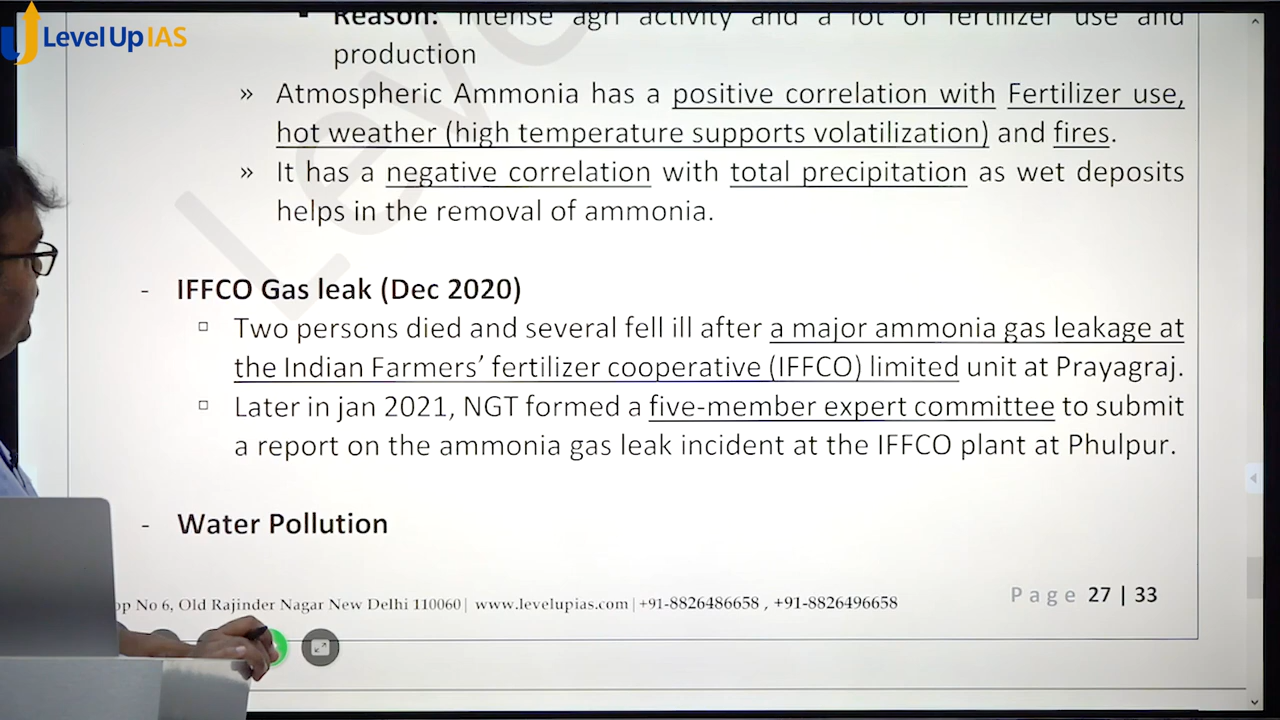 Level Up IAS
Reason: Intense agri activity and a lot of fertilizer use and
production
» Atmospheric Ammonia has a positive correlation with Fertilizer use,
hot weather (high temperature supports volatilization) and fires.
» It has a negative correlation with total precipitation as wet deposits
helps in the removal of ammonia.
- IFFCO Gas leak (Dec 2020)
Two persons died and several fell ill after a major ammonia gas leakage at
the Indian Farmers' fertilizer cooperative (IFFCO) limited unit at Prayagraj.
Later in jan 2021, NGT formed a five-member expert committee to submit
a report on the ammonia gas leak incident at the IFFCO plant at Phulpur.
- Water Pollution
Page 27 | 33
op No 6, Old Rajinder Nagar New Delhi 110060| www.levelupias.com | +91-8826486658 , +91-8826496658